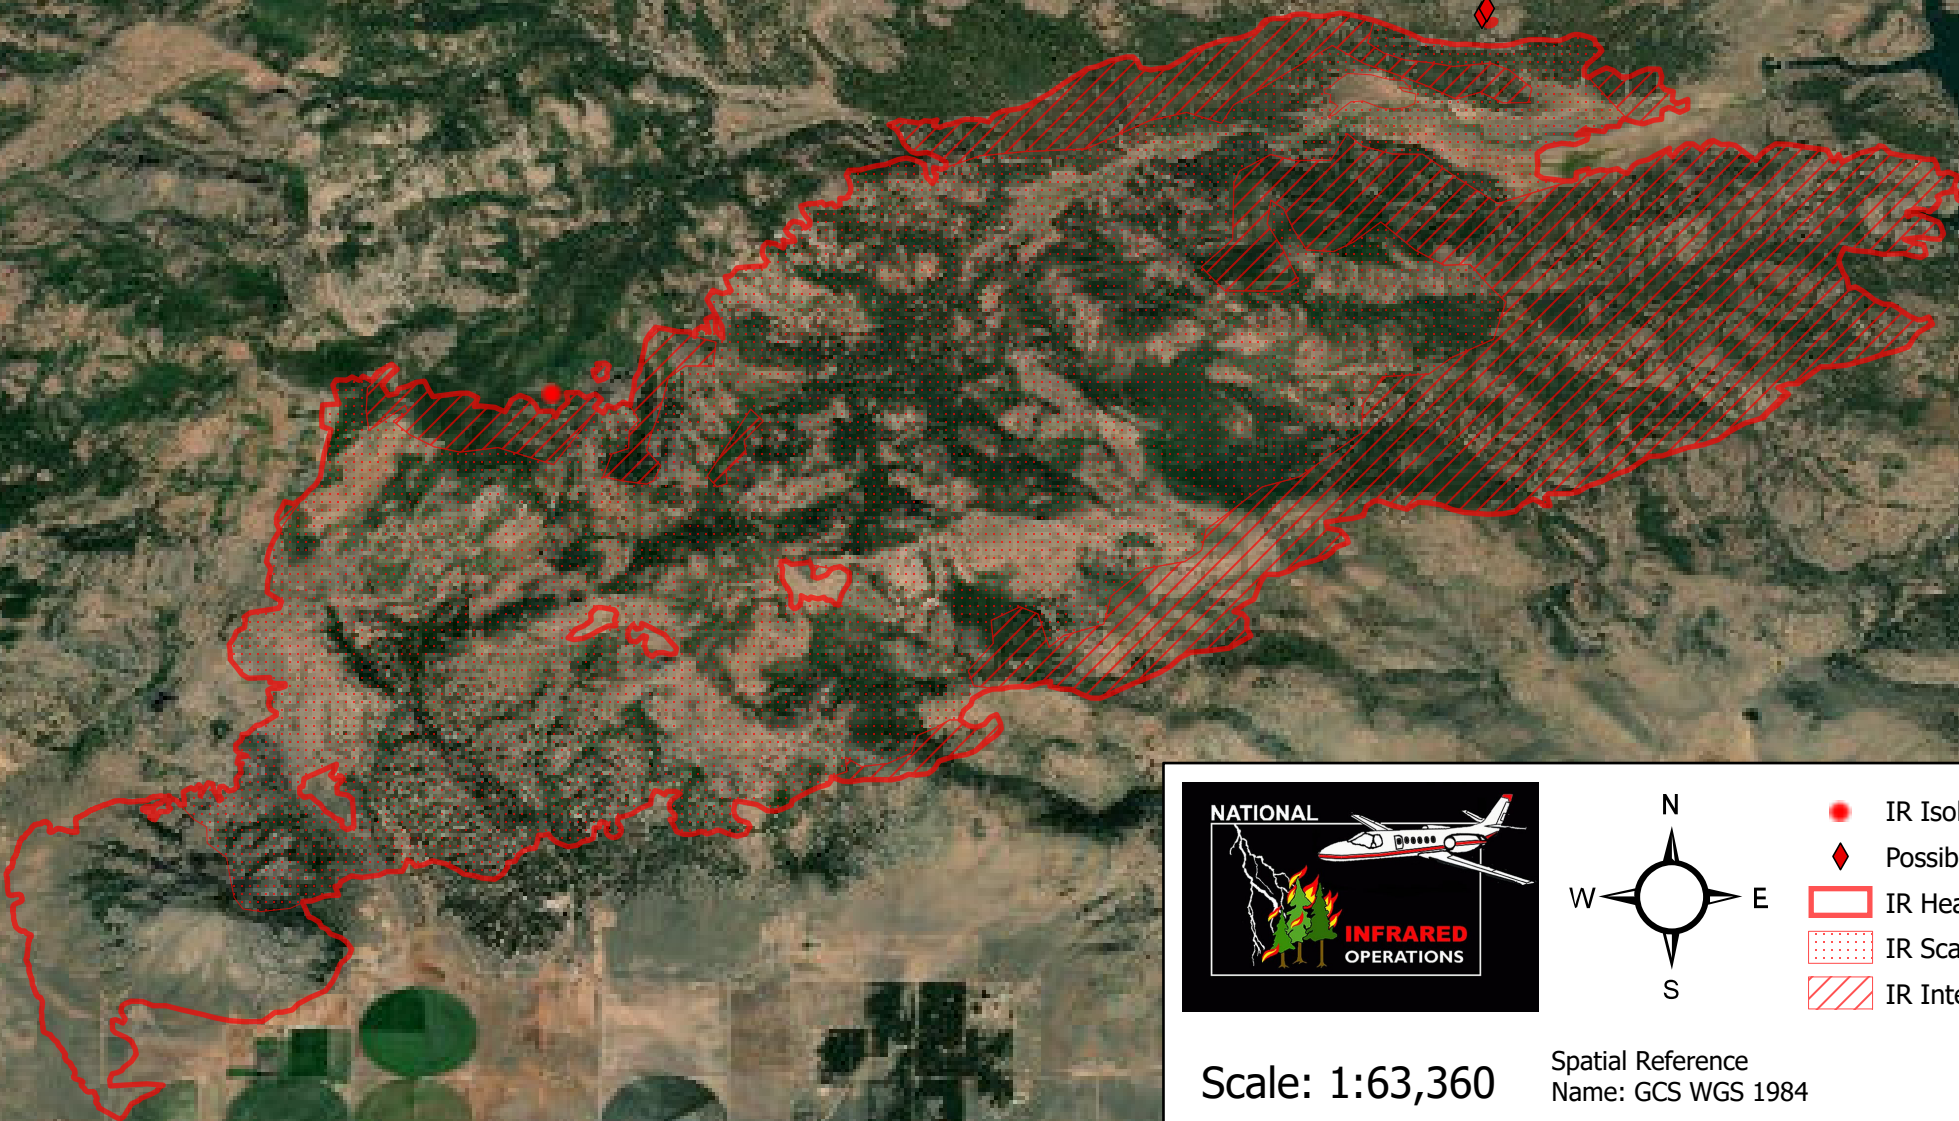 NATIONAL
INFRARED
OPERATIONS
N
W
E
S
IR Isol
Possib
IR Hea
IR Sca
IR Inte
Scale: 1:63,360
Spatial Reference
Name: GCS WGS 1984